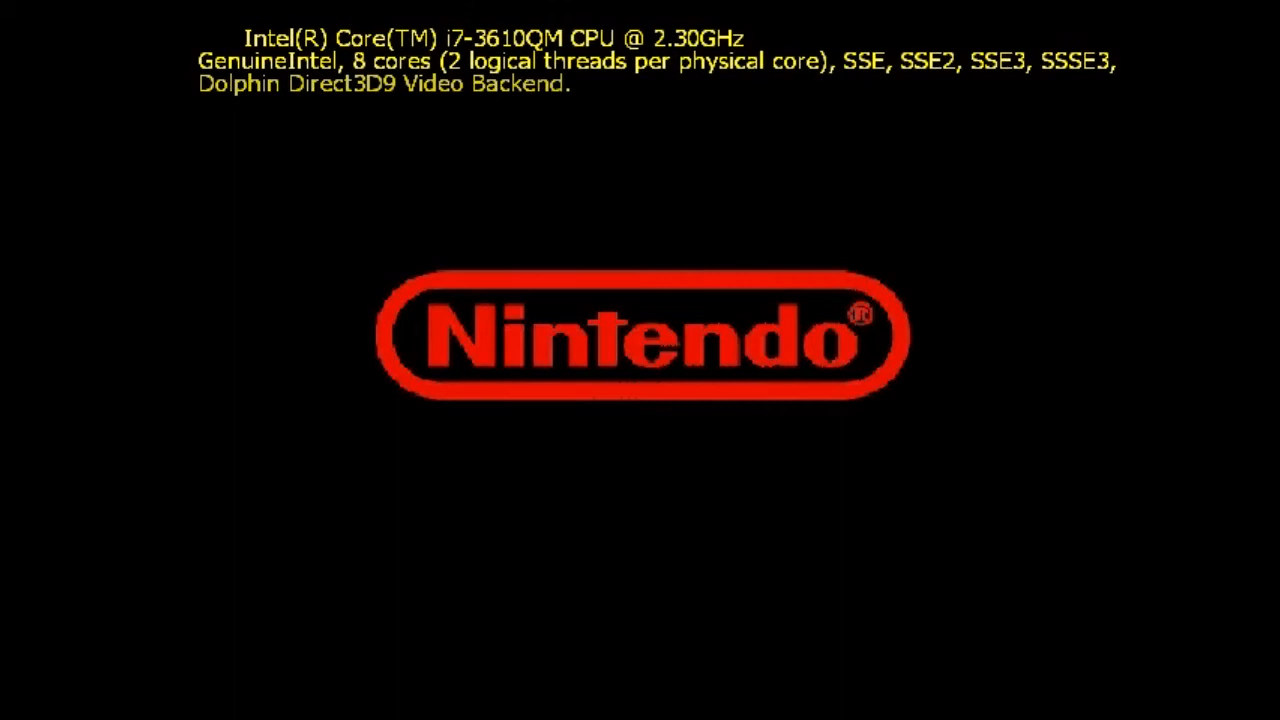 Intel(R) Core(TM) i7-3610QM CPU @ 2.30GHz
GenuineIntel, 8 cores (2 logical threads per physical core), SSE, SSE2, SSE3, SSSE3,
Dolphin Direct3D9 Video Backend.
Nintendo®